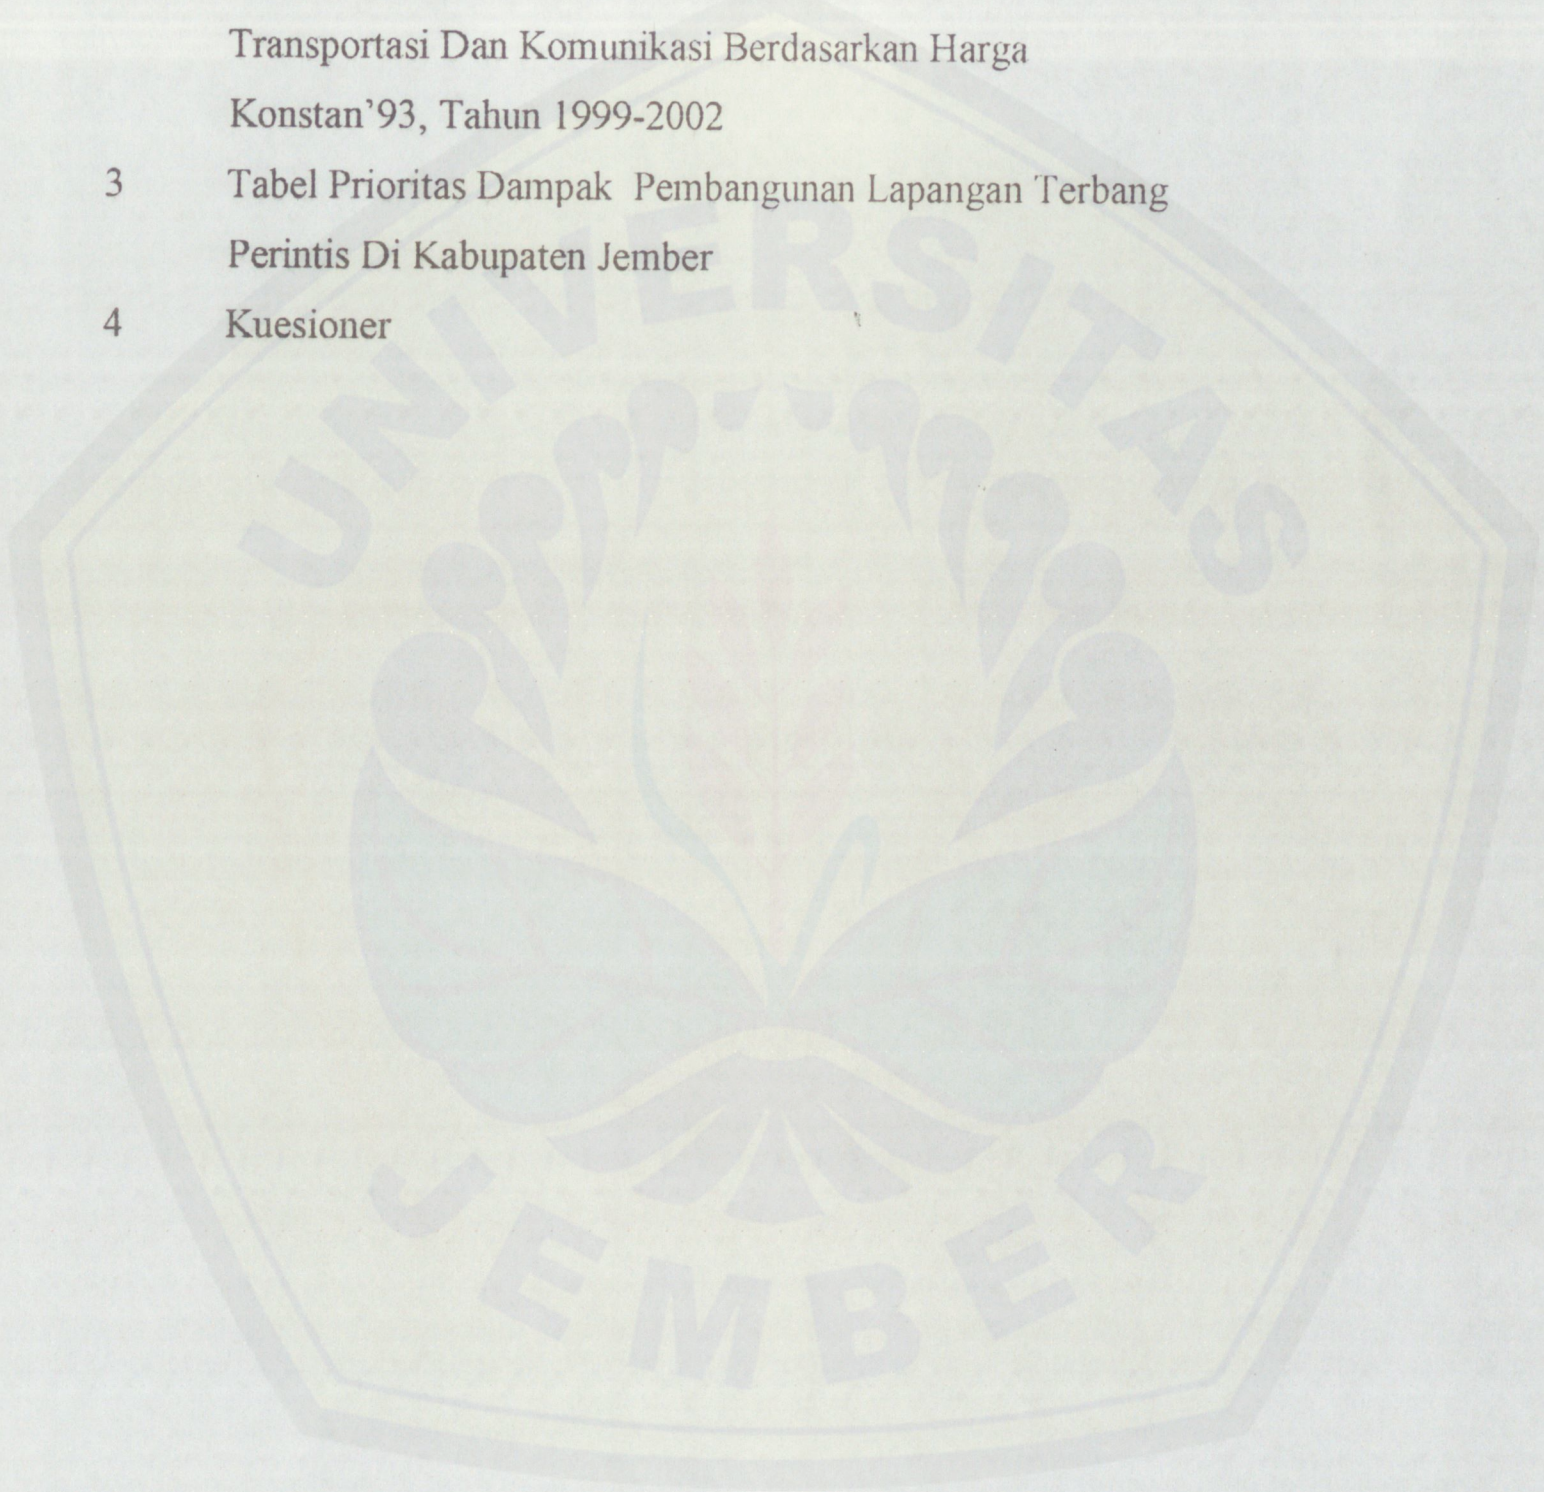 Transportasi Dan Komunikasi Berdasarkan Harga
Konstan'93, Tahun 1999-2002
3 Tabel Prioritas Dampak Pembangunan Lapangan Terbang
Perintis Di Kabupaten Jember
4 Kuesioner
UNIVERSITAS
JEMBER